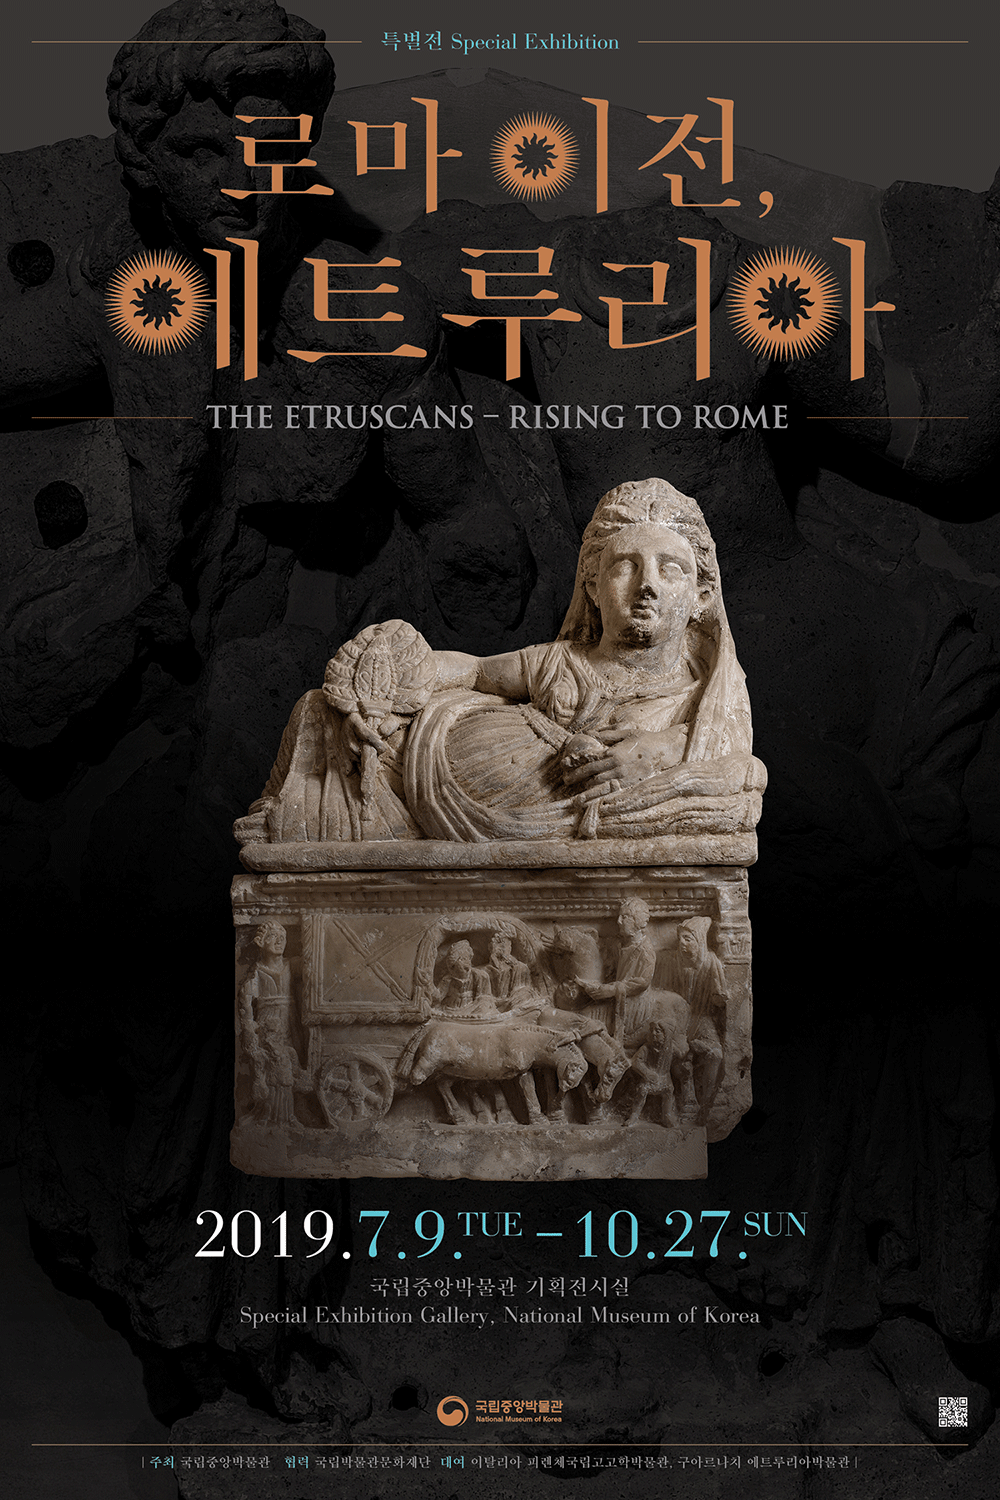 특별전 Special Exhibition
로마 이전,
에트루리아
THE ETRUSCANS – RISING TO ROME
2019.7.9.TUE – 10.27.SUN
국립중앙박물관 기획전시실
Special Exhibition Gallery, National Museum of Korea
국립중앙박물관
National Museum of Korea
| 주최 국립중앙박물관 협력 국립박물관문화재단 대여 이탈리아 피렌체국립고고학박물관, 구아르나치 에트루리아박물관 |